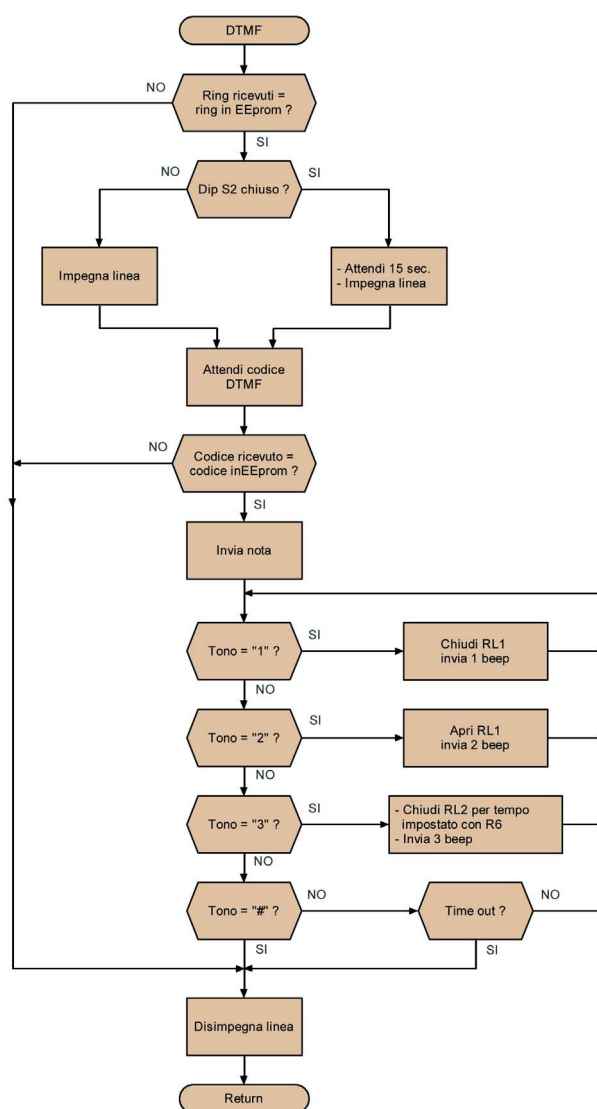 DTMF
NO
Ring ricevuti =
ring in EEprom ?
SI
NO
Dip S2 chiuso ?
SI
Impegna linea
- Attendi 15 sec.
- Impegna linea
Attendi codice
DTMF
NO
Codice ricevuto =
codice inEEprom ?
SI
Invia nota
Tono = "1" ?
SI
Chiudi RL1
invia 1 beep
NO
Tono = "2" ?
SI
Apri RL1
invia 2 beep
NO
Tono = "3" ?
SI
- Chiudi RL2 per tempo
impostato con R6
- Invia 3 beep
NO
Tono = "#" ?
NO
Time out ?
NO
SI
SI
Disimpegna linea
Return